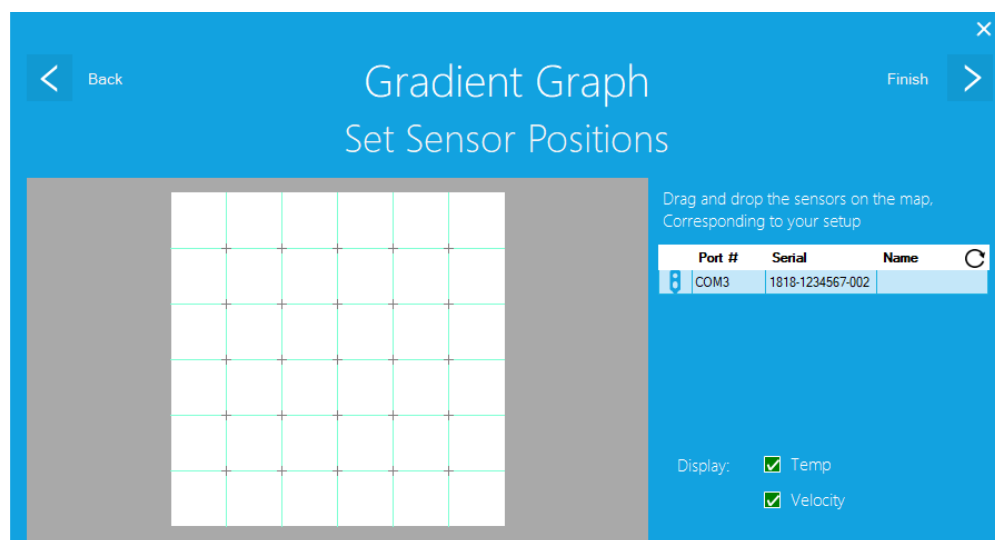 Back
Gradient Graph
Finish
Set Sensor Positions
Drag and drop the sensors on the map,
Corresponding to your setup
Port # Serial Name
COM3 1818-1234567-002
Display: Temp
Velocity